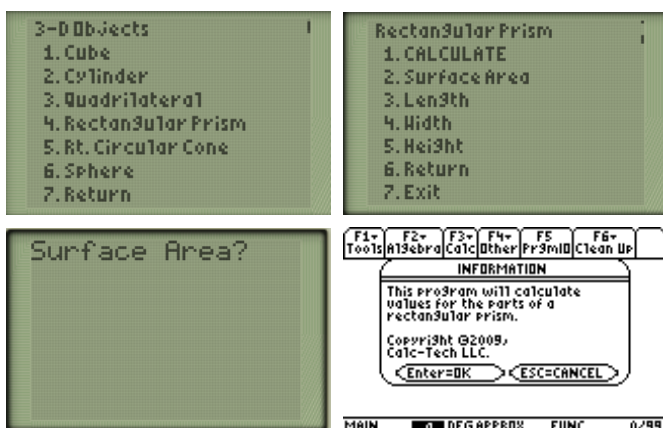 3-D Objects
1. Cube
2. Cylinder
3. Quadrilateral
4. Rectangular Prism
5. Rt. Circular Cone
6. Sphere
7. Return
Rectangular Prism
1. CALCULATE
2. Surface Area
3. Length
4. Width
5. Height
6. Return
7. Exit
Surface Area?
F1 F2 F3 F4 F5 F6
Tools Algebra Calc Other PrgmIO Clean Up
INFORMATION
This program will calculate
values for the parts of a
rectangular prism.
Copyright ©2009,
Calc-Tech LLC.
Enter=OK ESC=CANCEL
MAIN DEG APPROX FUNC 0/99